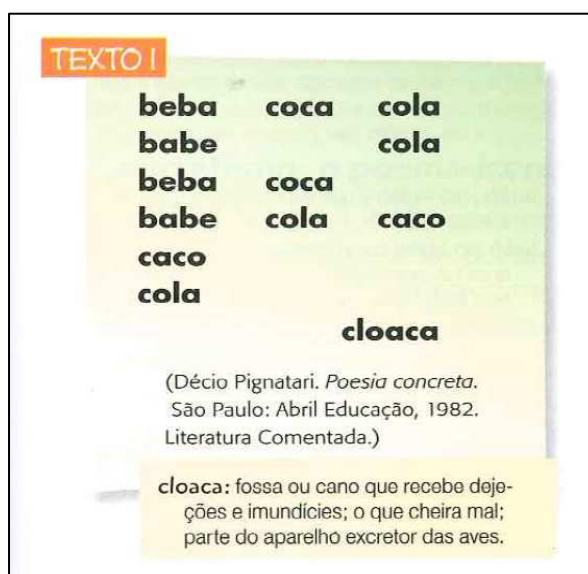 TEXTO I
beba coca cola
babe cola
beba coca
babe cola caco
caco
cola
cloaca
(Décio Pignatari. Poesia concreta.
São Paulo: Abril Educação, 1982.
Literatura Comentada.)
cloaca: fossa ou cano que recebe deje-
ções e imundícies; o que cheira mal;
parte do aparelho excretor das aves.